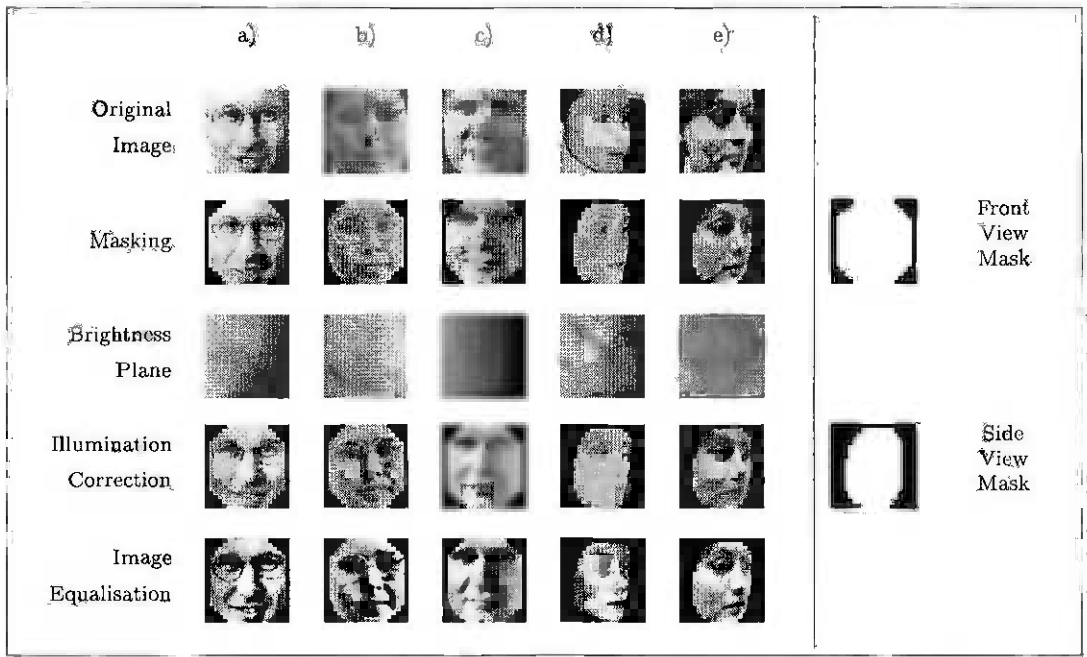 a) b) c) d) e)
Original
Image
Masking
Brightness
Plane
Illumination
Correction
Image
Equalisation
Front
View
Mask
Side
View
Mask